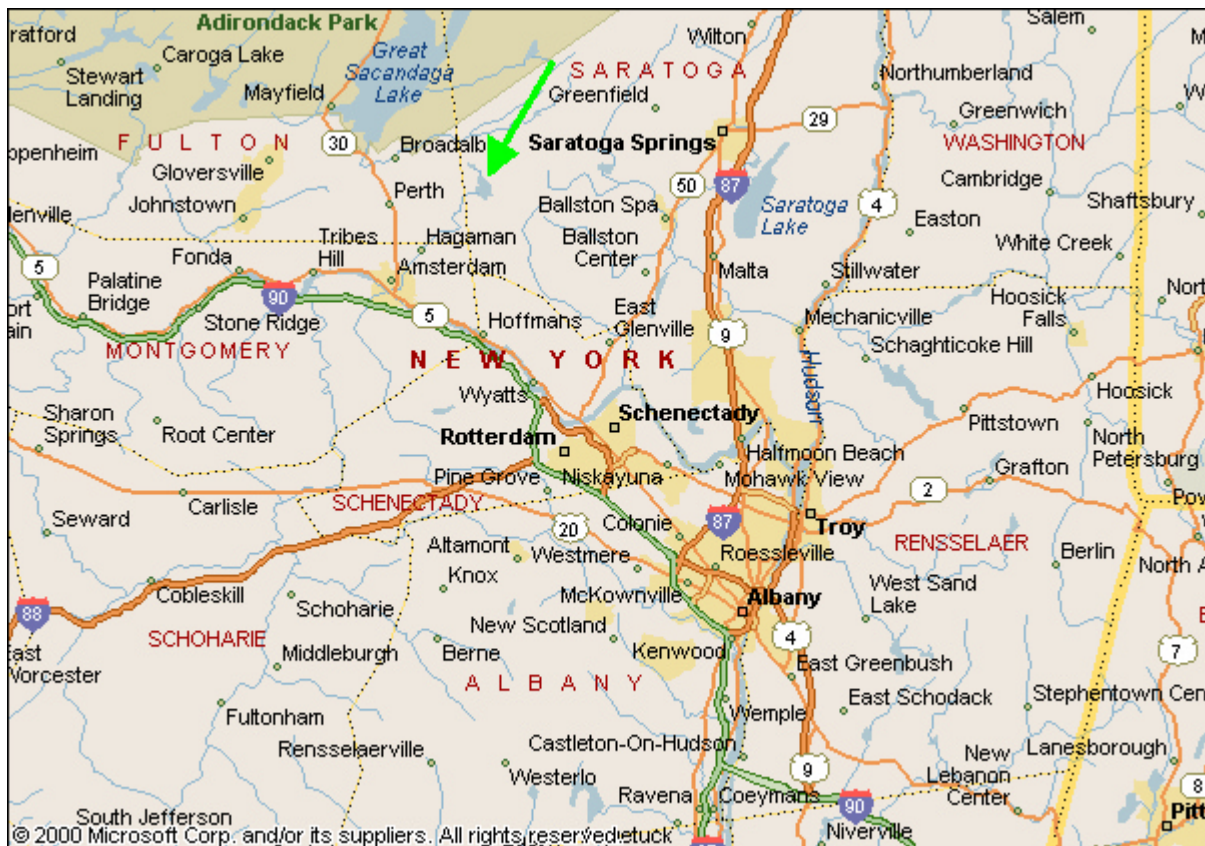 Adirondack Park
Salem
ratford
Caroga Lake
Great
Sacandaga
Lake
Wilton
Stewart
Landing
Mayfield
SARATOGA
Northumberland
Greenfield
Greenwich
29
FULTON
30
Broadalb
Saratoga Springs
WASHINGTON
ppenheim
Gloversville
87
50
Cambridge
Perth
Johnstown
Ballston Spa
Saratoga
Lake
4
Shaftsbury
Easton
Tribes
Hill
Hagaman
Ballston
Center
White Creek
5
Fonda
Amsterdam
Malta
Stillwater
Palatine
Bridge
90
Stone Ridge
5
Hoffmans
East
Glenville
Mechanicville
Hoosick
Falls
9
MONTGOMERY
NEW YORK
Schaghticoke Hill
Hudson
Wyatts
Hoosick
Sharon
Springs
Root Center
Schenectady
Pittstown
Rotterdam
North
Petersburg
Halfmoon Beach
Pine Grove
Niskayuna
Mohawk View
Grafton
Carlisle
SCHENECTADY
2
Seward
20
Colonie
87
Troy
Altamont
Westmere
Roessleville
RENSSELAER
Berlin
Knox
88
Cobleskill
Schoharie
McKownville
Albany
West Sand
Lake
SCHOHARIE
New Scotland
4
East
Worcester
Middleburgh
Berne
Kenwood
East Greenbush
7
ALBANY
East Schodack
Stephentown Cen
Fultonham
Wemple
Rensselaerville
Castleton-On-Hudson
New
Lebanon
Center
Lanesborough
Westerlo
9
8
Ravena
Coeymans
90
Pitt
South Jefferson
Niverville
© 2000 Microsoft Corp. and/or its suppliers. All rights reserved.